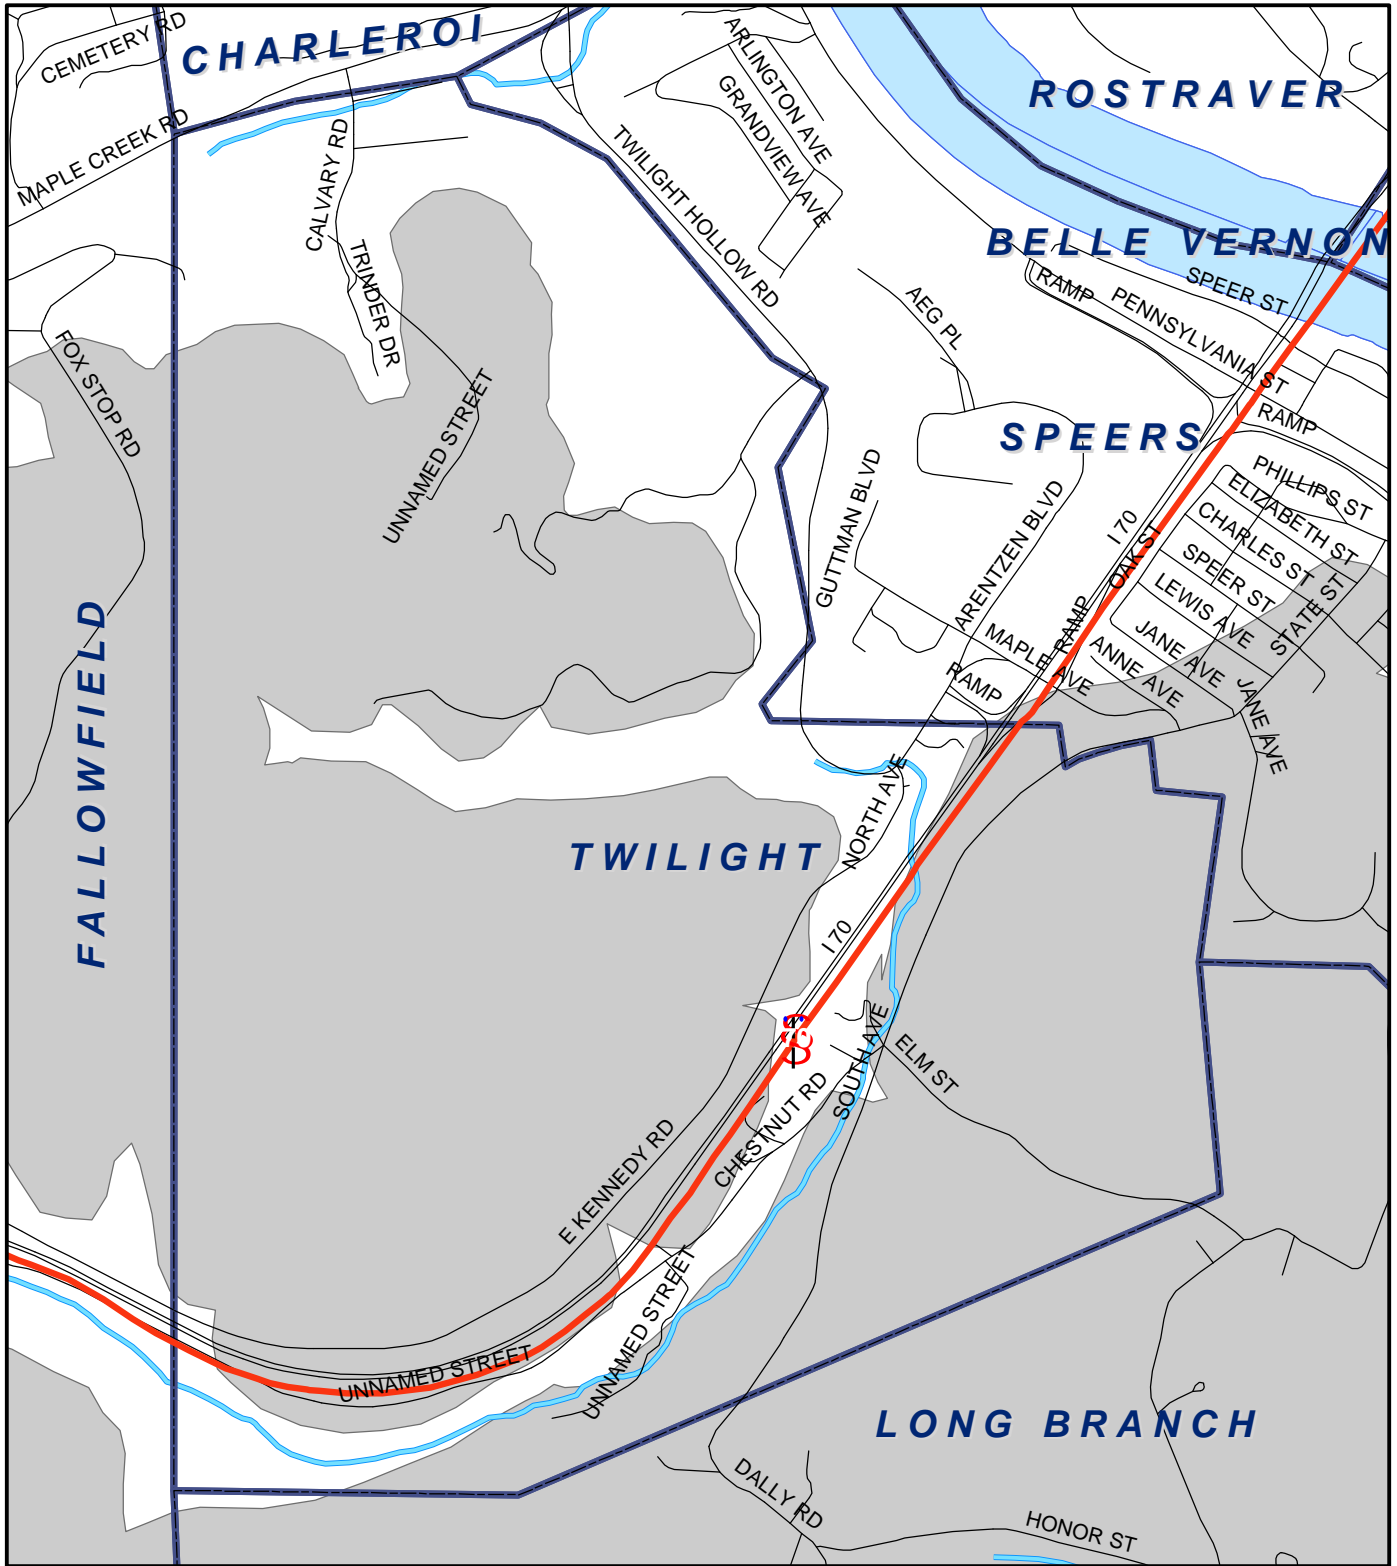 CEMETERY RD
CHARLEROI
ARLINGTON AVE
ROSTRAVER
GRANDVIEW AVE
MAPLE CREEK RD
CALVARY RD
TWILIGHT HOLLOW RD
BELLE VERNON
TRINDER DR
RAMP
SPEER ST
PENNSYLVANIA ST
AEG PL
FOX STOP RD
UNNAMED STREET
RAMP
SPEERS
PHILLIPS ST
ELIZABETH ST
GUTTMAN BLVD
ARENTZEN BLVD
I 70
OAK ST
CHARLES ST
SPEER ST
STATE ST
LEWIS AVE
RAMP
MAPLE AVE
JANE AVE
ANNE AVE
RAMP
JANE AVE
FALLOWFIELD
NORTH AVE
TWILIGHT
I 70
SOUTH AVE
ELM ST
CHESTNUT RD
E KENNEDY RD
UNNAMED STREET
UNNAMED STREET
LONG BRANCH
DALLY RD
HONOR ST